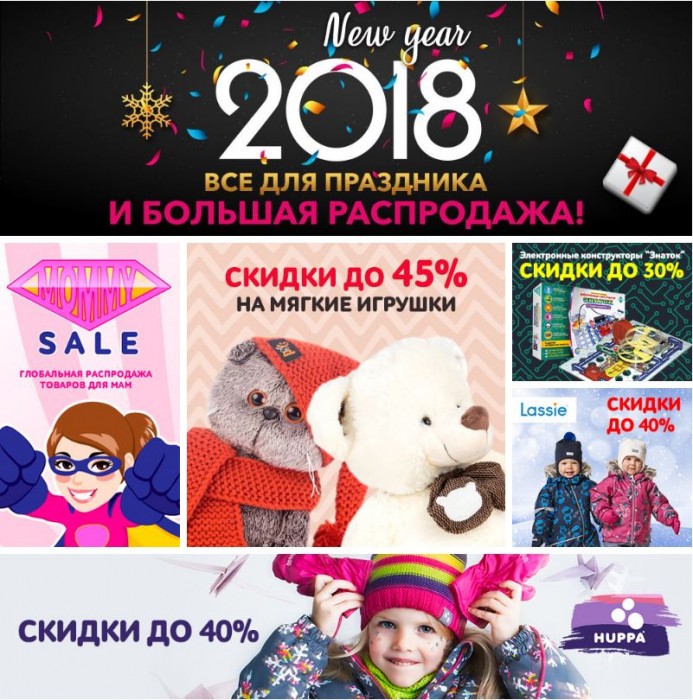 New year
2018
ВСЕ ДЛЯ ПРАЗДНИКА
И БОЛЬШАЯ РАСПРОДАЖА!
MOMMY
SALE
ГЛОБАЛЬНАЯ РАСПРОДАЖА
ТОВАРОВ ДЛЯ МАМ
СКИДКИ ДО 45%
НА МЯГКИЕ ИГРУШКИ
Электронные конструкторы "Знаток"
СКИДКИ ДО 30%
ЗНАТОК
Lassie
СКИДКИ
ДО 40%
СКИДКИ ДО 40%
HUPPA